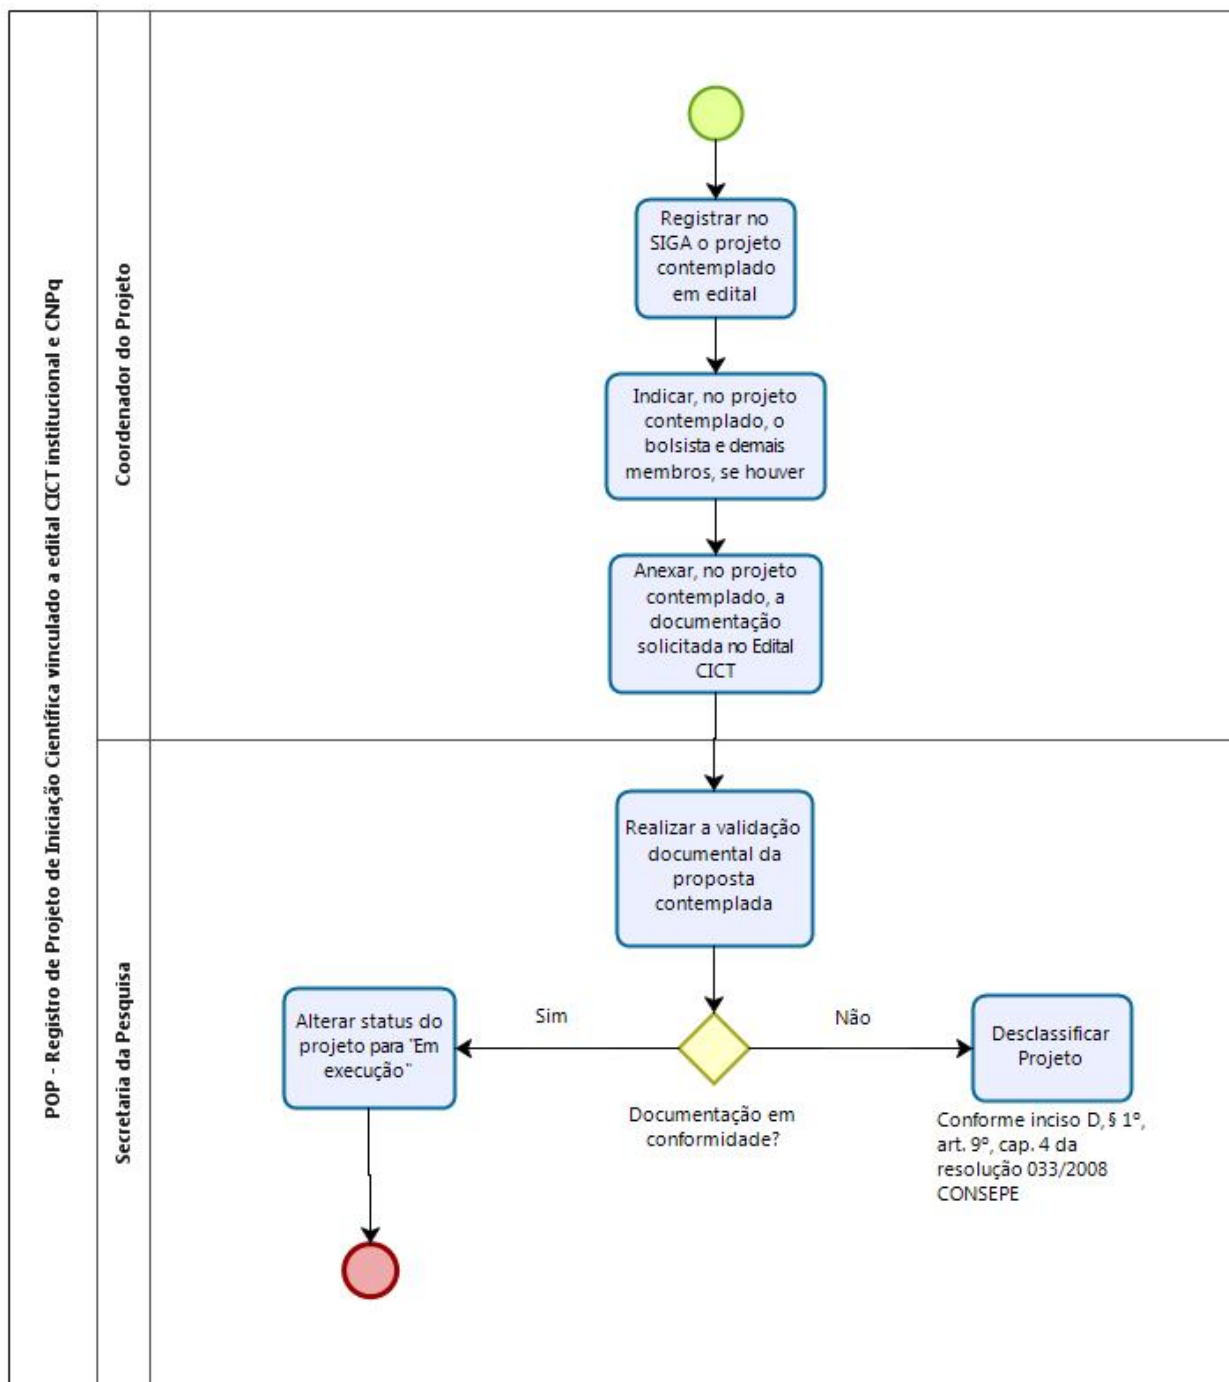 POP - Registro de Projeto de Iniciação Científica vinculado a edital CICT institucional e CNPq
Coordenador do Projeto
Registrar no
SIGA o projeto
contemplado
em edital
Indicar, no projeto
contemplado, o
bolsista e demais
membros, se houver
Anexar, no projeto
contemplado, a
documentação
solicitada no Edital
CICT
Secretaria da Pesquisa
Realizar a validação
documental da
proposta
contemplada
Alterar status do
projeto para "Em
execução"
Sim
Não
Desclassificar
Projeto
Documentação em
conformidade?
Conforme inciso D, § 1º,
art. 9º, cap. 4 da
resolução 033/2008
CONSEPE